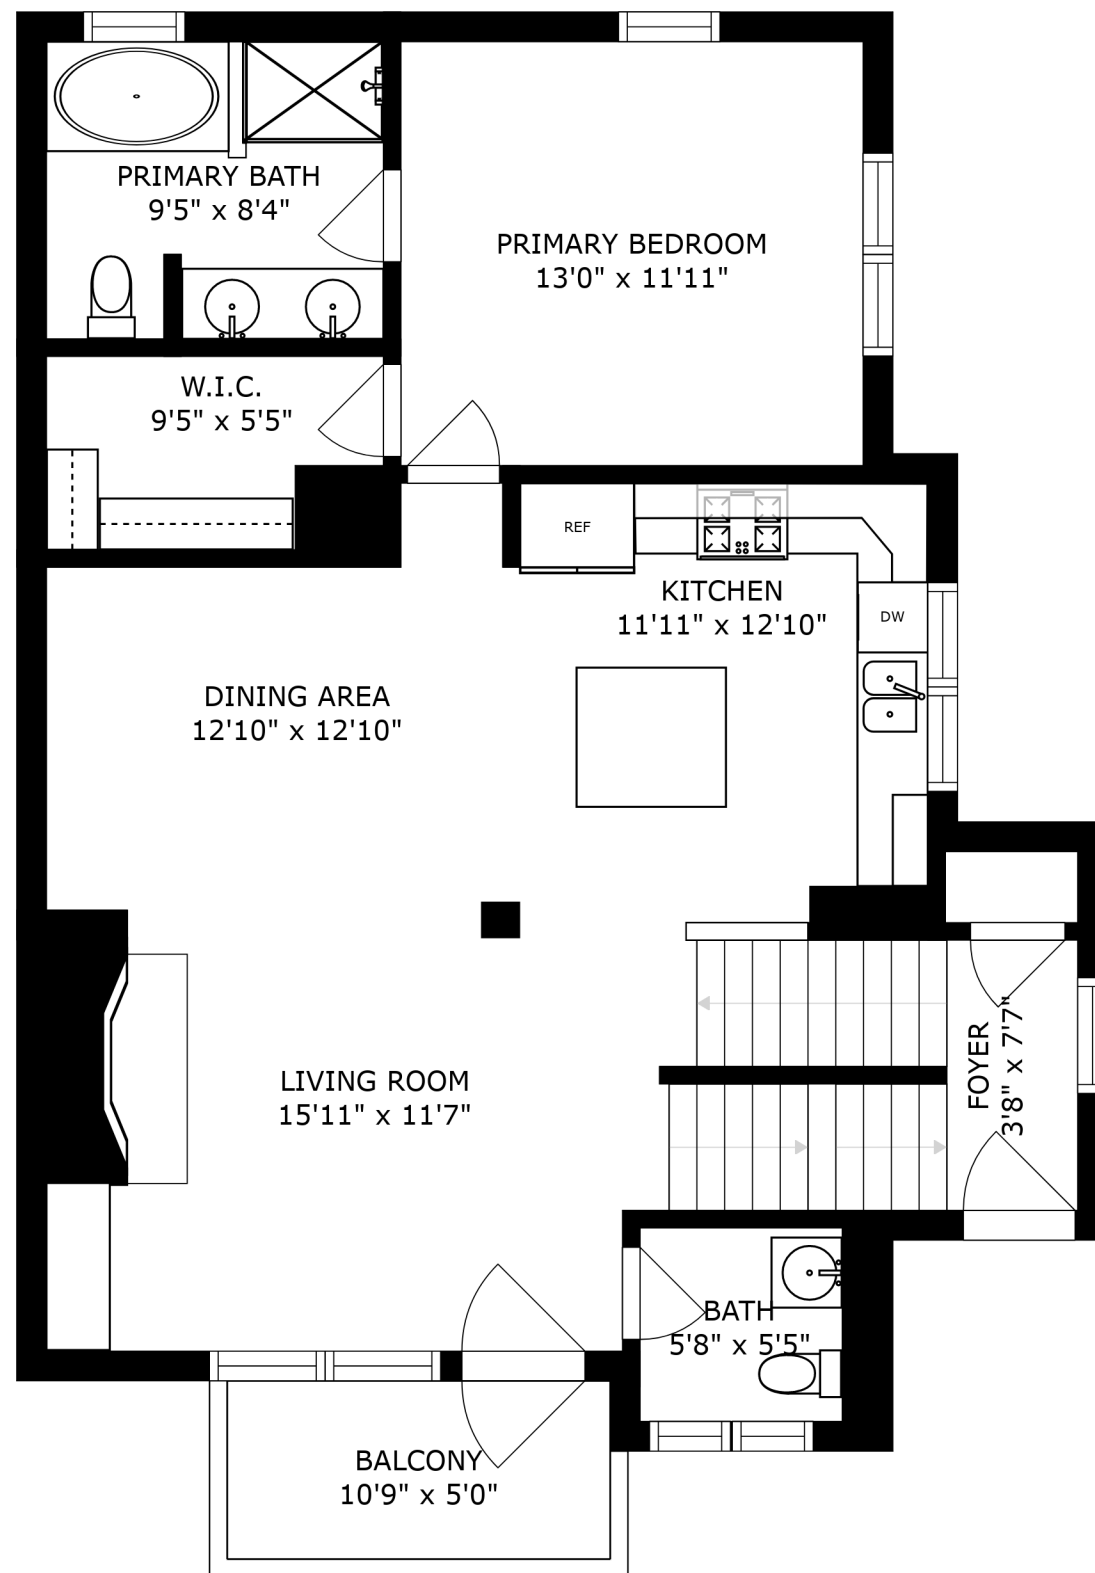 PRIMARY BATH
9'5" x 8'4"
PRIMARY BEDROOM
13'0" x 11'11"
W.I.C.
9'5" x 5'5"
REF
KITCHEN
11'11" x 12'10"
DW
DINING AREA
12'10" x 12'10"
FOYER
3'8" x 7'7"
LIVING ROOM
15'11" x 11'7"
BATH
5'8" x 5'5"
BALCONY
10'9" x 5'0"